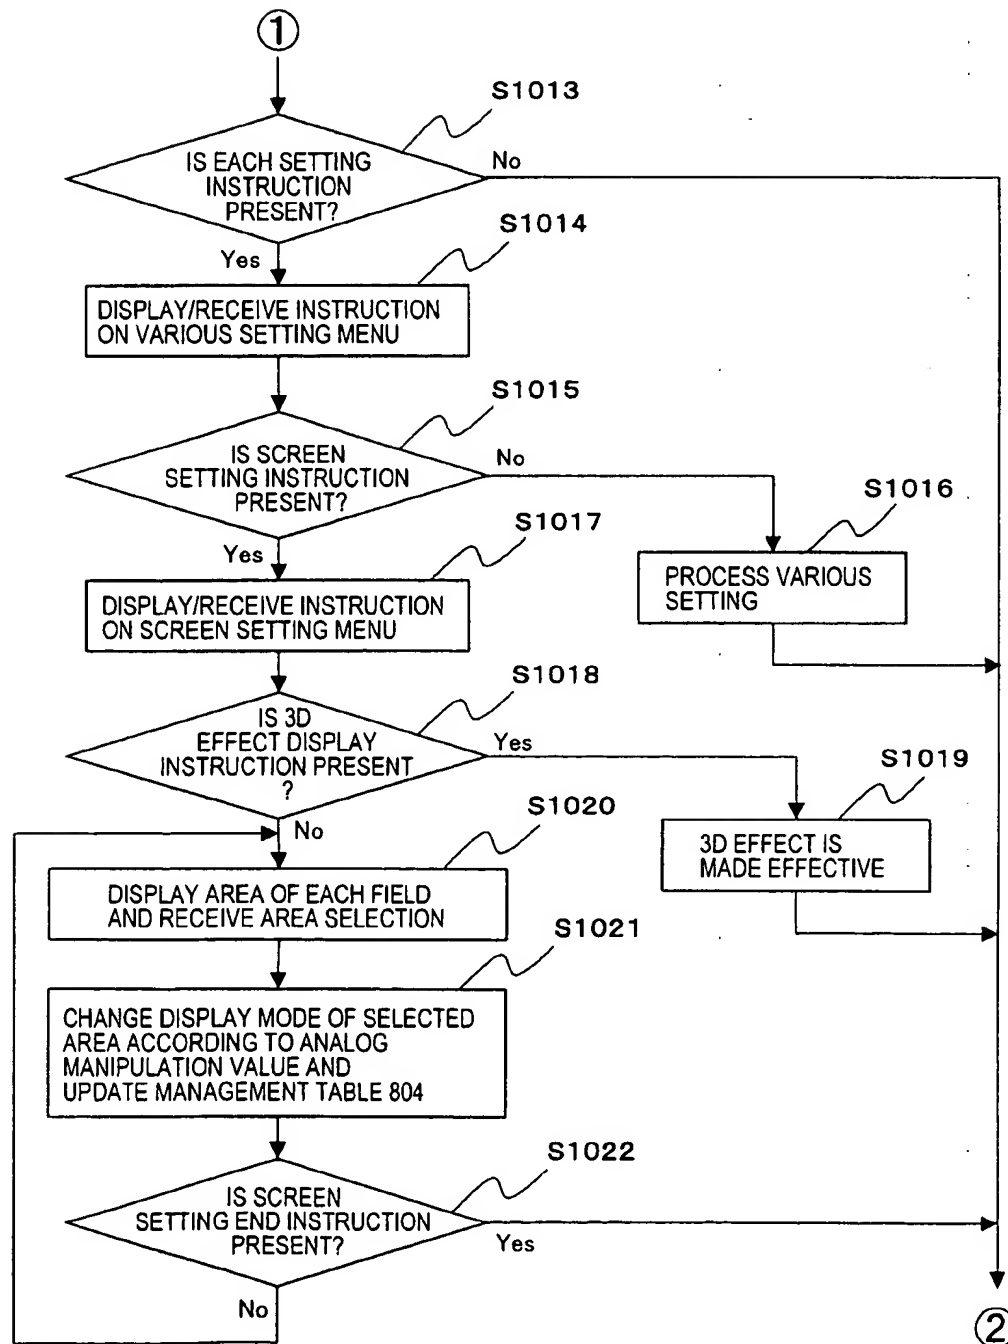 ①
S1013
IS EACH SETTING
INSTRUCTION
PRESENT?
No
Yes
S1014
DISPLAY/RECEIVE INSTRUCTION
ON VARIOUS SETTING MENU
S1015
IS SCREEN
SETTING INSTRUCTION
PRESENT?
No
Yes
S1016
PROCESS VARIOUS
SETTING
S1017
DISPLAY/RECEIVE INSTRUCTION
ON SCREEN SETTING MENU
S1018
IS 3D
EFFECT DISPLAY
INSTRUCTION PRESENT
?
Yes
No
S1019
3D EFFECT IS
MADE EFFECTIVE
S1020
DISPLAY AREA OF EACH FIELD
AND RECEIVE AREA SELECTION
S1021
CHANGE DISPLAY MODE OF SELECTED
AREA ACCORDING TO ANALOG
MANIPULATION VALUE AND
UPDATE MANAGEMENT TABLE 804
S1022
IS SCREEN
SETTING END INSTRUCTION
PRESENT?
Yes
No
②